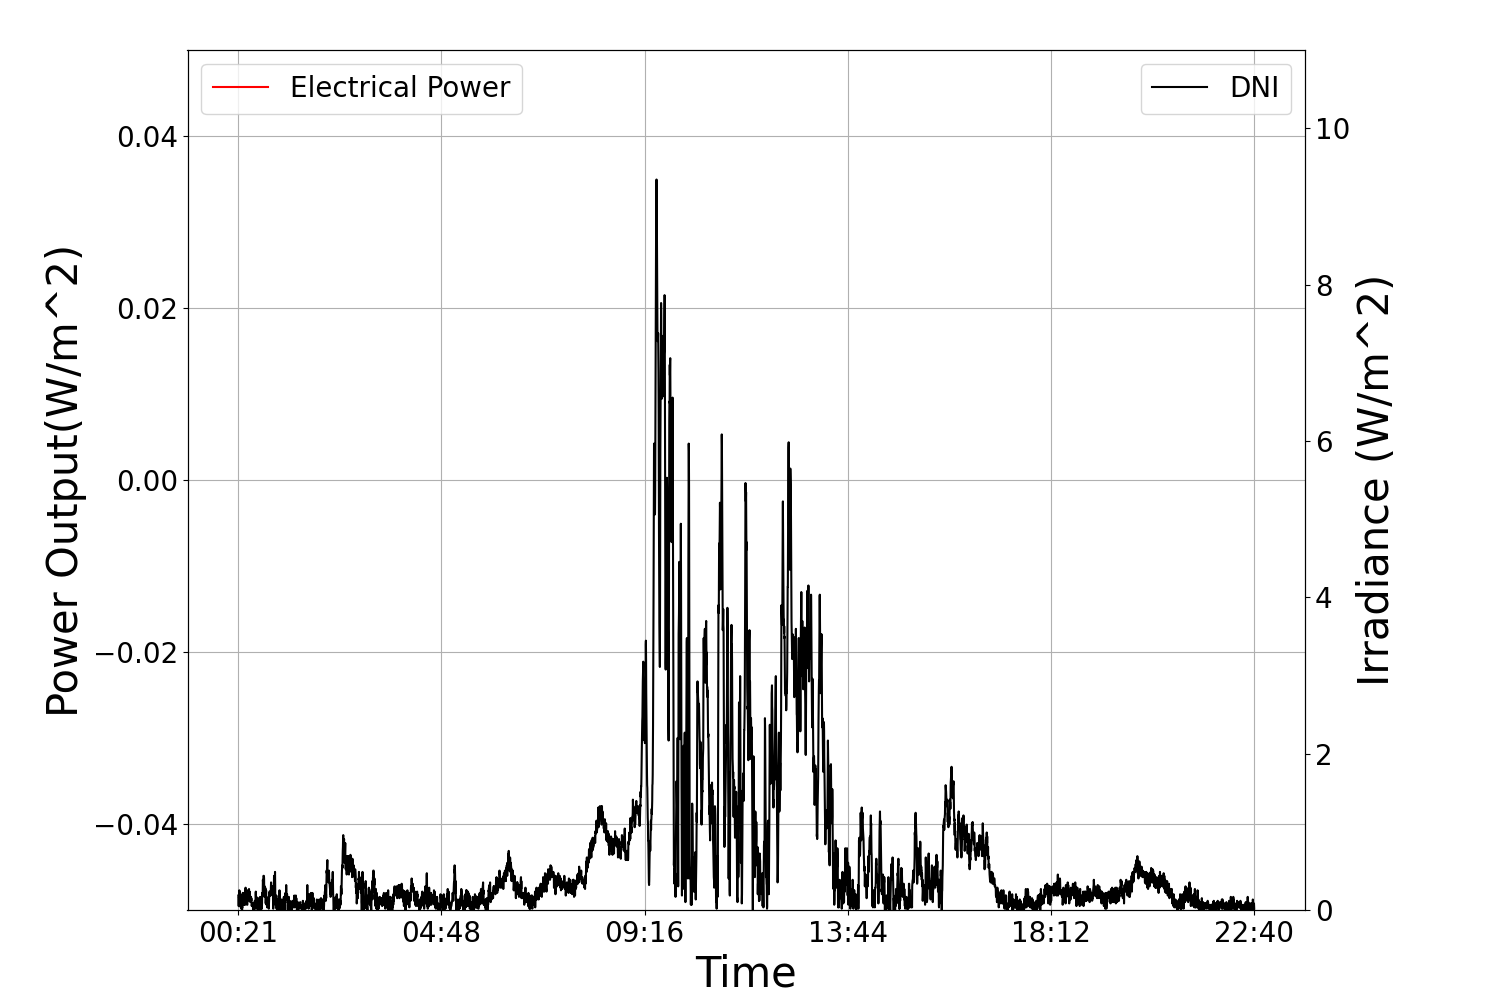 Electrical Power
DNI
0.04
0.02
0.00
−0.02
−0.04
Power Output(W/m^2)
10
8
6
4
2
0
Irradiance (W/m^2)
00:21 04:48 09:16 13:44 18:12 22:40
Time